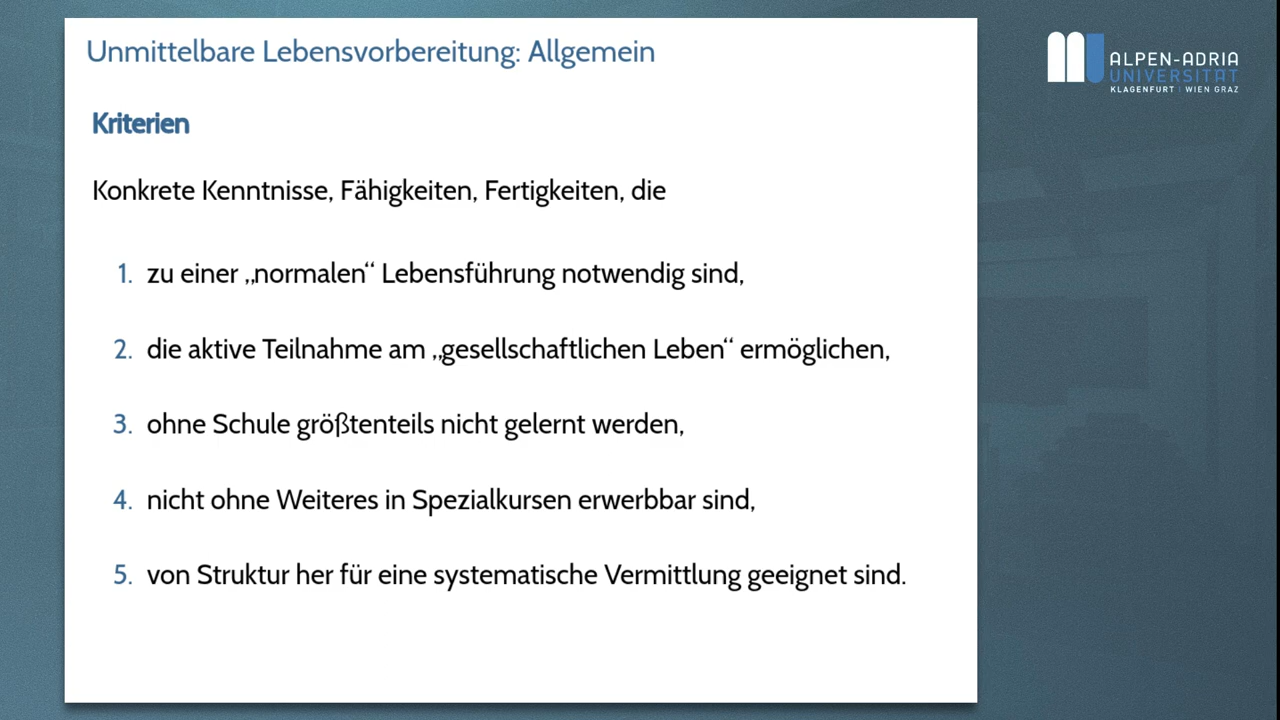 Unmittelbare Lebensvorbereitung: Allgemein
Kriterien
Konkrete Kenntnisse, Fähigkeiten, Fertigkeiten, die
1. zu einer „normalen“ Lebensführung notwendig sind,
2. die aktive Teilnahme am „gesellschaftlichen Leben“ ermöglichen,
3. ohne Schule größtenteils nicht gelernt werden,
4. nicht ohne Weiteres in Spezialkursen erwerbbar sind,
5. von Struktur her für eine systematische Vermittlung geeignet sind.
ALPEN-ADRIA
UNIVERSITÄT
KLAGENFURT | WIEN GRAZ